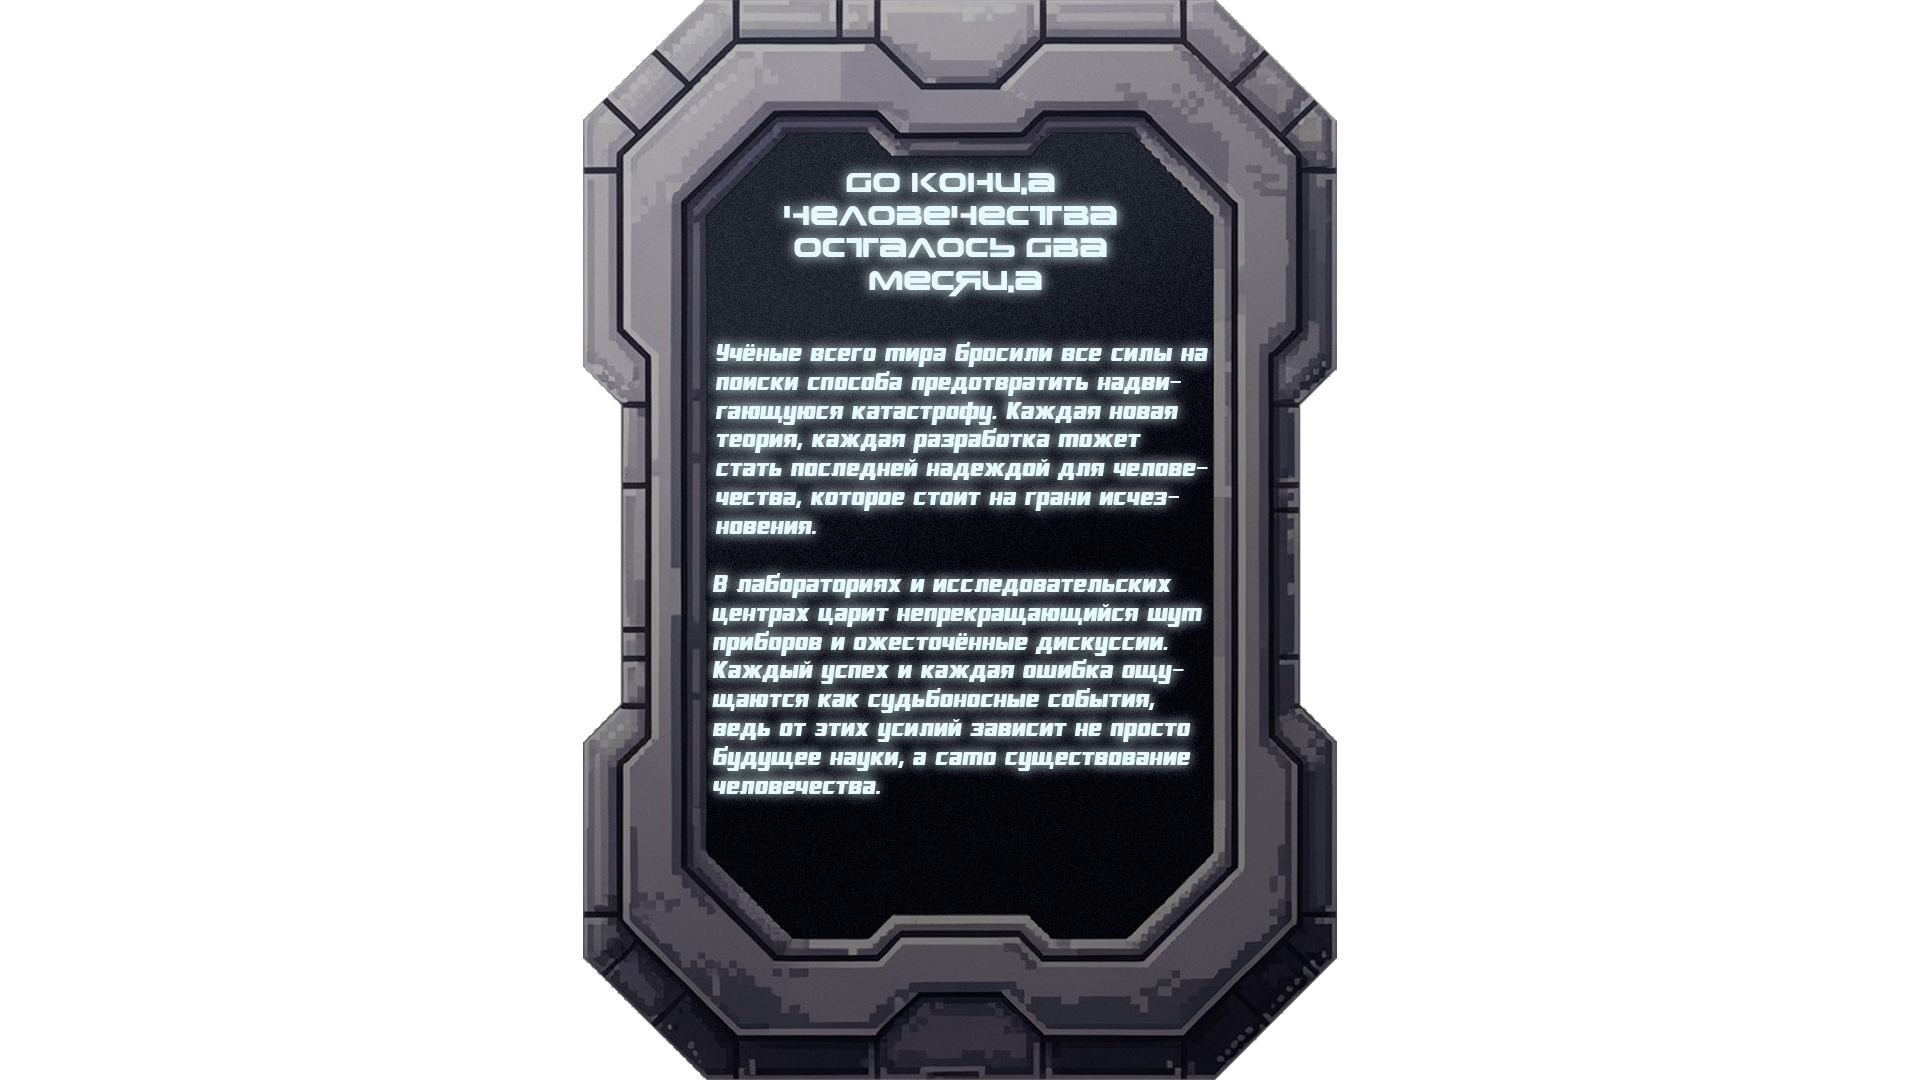 До конца
человечества
осталось два
месяца
Учёные всего мира бросили все силы на
поиски способа предотвратить надви-
гающуюся катастрофу. Каждая новая
теория, каждая разработка может
стать последней надеждой для челове-
чества, которое стоит на грани исчез-
новения.
В лабораториях и исследовательских
центрах царит непрекращающийся шум
приборов и ожесточённые дискуссии.
Каждый успех и каждая ошибка ощу-
щаются как судьбоносные события,
ведь от этих усилий зависит не просто
будущее науки, а само существование
человечества.